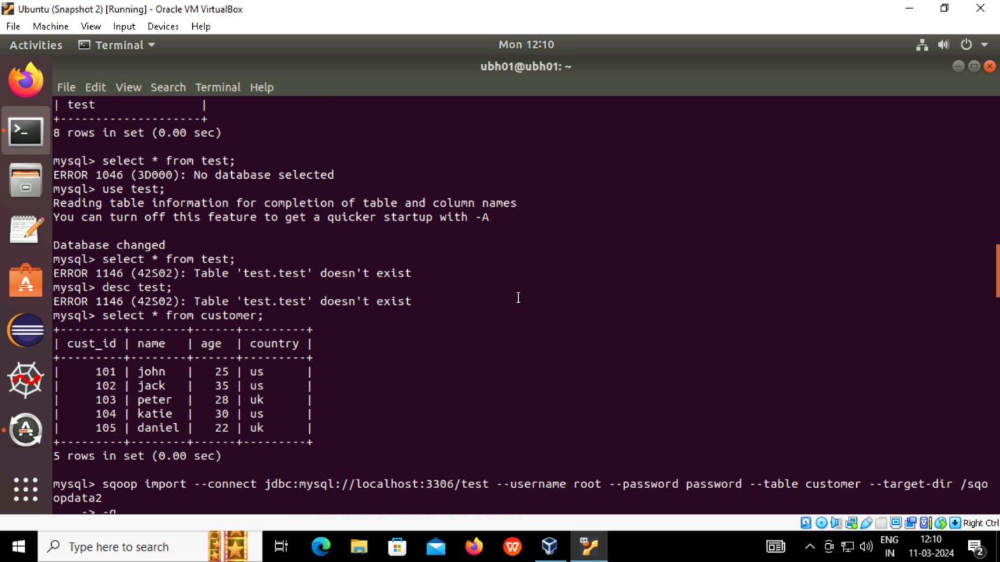 Ubuntu (Snapshot 2) [Running] - Oracle VM VirtualBox
File Machine View Input Devices Help
Activities Terminal Mon 12:10
ubh01@ubh01: ~
File Edit View Search Terminal Help
| test                |
+--------------------+
8 rows in set (0.00 sec)
mysql> select * from test;
ERROR 1046 (3D000): No database selected
mysql> use test;
Reading table information for completion of table and column names
You can turn off this feature to get a quicker startup with -A
Database changed
mysql> select * from test;
ERROR 1146 (42S02): Table 'test.test' doesn't exist
mysql> desc test;
ERROR 1146 (42S02): Table 'test.test' doesn't exist
mysql> select * from customer;
+---------+--------+------+---------+
| cust_id | name   | age  | country |
+---------+--------+------+---------+
|     101 | john   |   25 | us      |
|     102 | jack   |   35 | us      |
|     103 | peter  |   28 | uk      |
|     104 | katie  |   30 | us      |
|     105 | daniel |   22 | uk      |
+---------+--------+------+---------+
5 rows in set (0.00 sec)
mysql> sqoop import --connect jdbc:mysql://localhost:3306/test --username root --password password --table customer --target-dir /sqo
opdata2
Right Ctrl
Type here to search
ENG
IN
12:10
11-03-2024
2